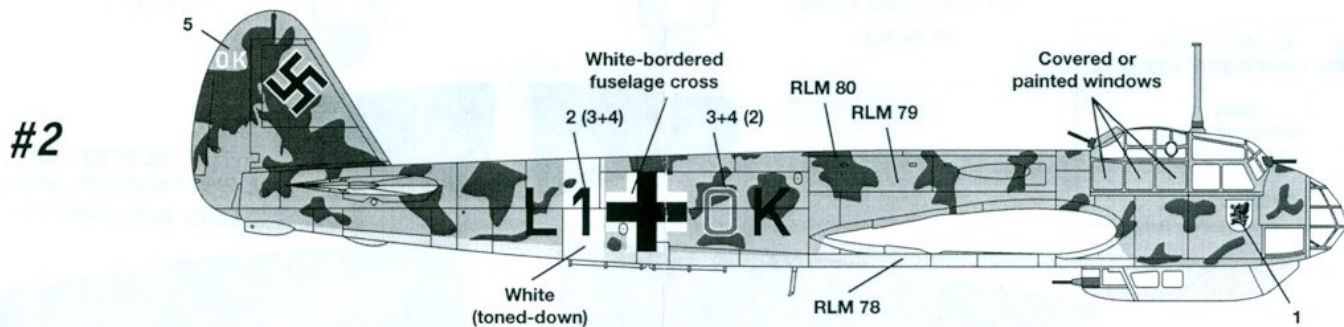 #2
5
OK
White-bordered
fuselage cross
2 (3+4)
3+4 (2)
RLM 80
RLM 79
Covered or
painted windows
L1 OK
White
(toned-down)
RLM 78
1